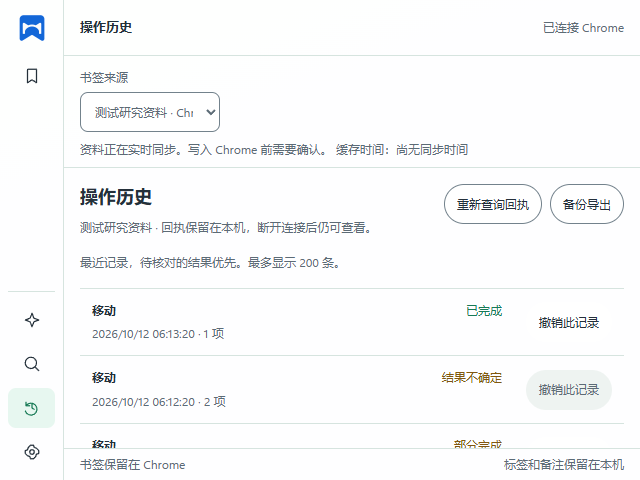 操作历史
已连接 Chrome
书签来源
测试研究资料 · Chr
资料正在实时同步。写入 Chrome 前需要确认。 缓存时间：尚无同步时间
操作历史
重新查询回执
备份导出
测试研究资料 · 回执保留在本机，断开连接后仍可查看。
最近记录，待核对的结果优先。最多显示 200 条。
移动
已完成
撤销此记录
2026/10/12 06:13:20 · 1 项
移动
结果不确定
撤销此记录
2026/10/12 06:12:20 · 2 项
移动
部分完成
书签保留在 Chrome
标签和备注保留在本机